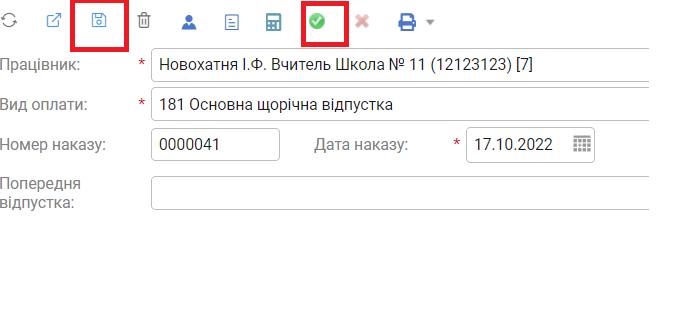 Працівник: * Новохатня І.Ф. Вчитель Школа № 11 (12123123) [7]
Вид оплати: * 181 Основна щорічна відпустка
Номер наказу: 0000041 Дата наказу: * 17.10.2022
Попередня
відпустка: